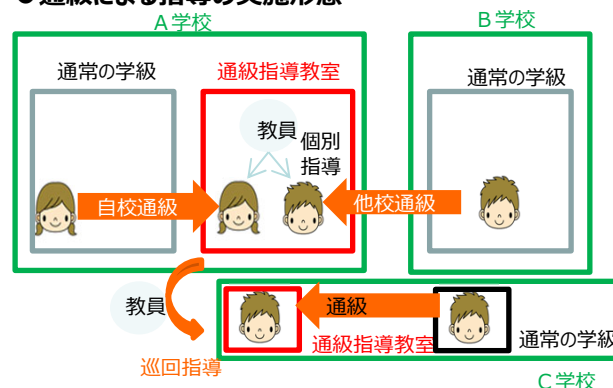 ●通級による指導の実施形態
A学校
B学校
通常の学級
通級指導教室
通常の学級
教員
個別
指導
自校通級
他校通級
教員
通級
通級指導教室
通常の学級
巡回指導
C学校